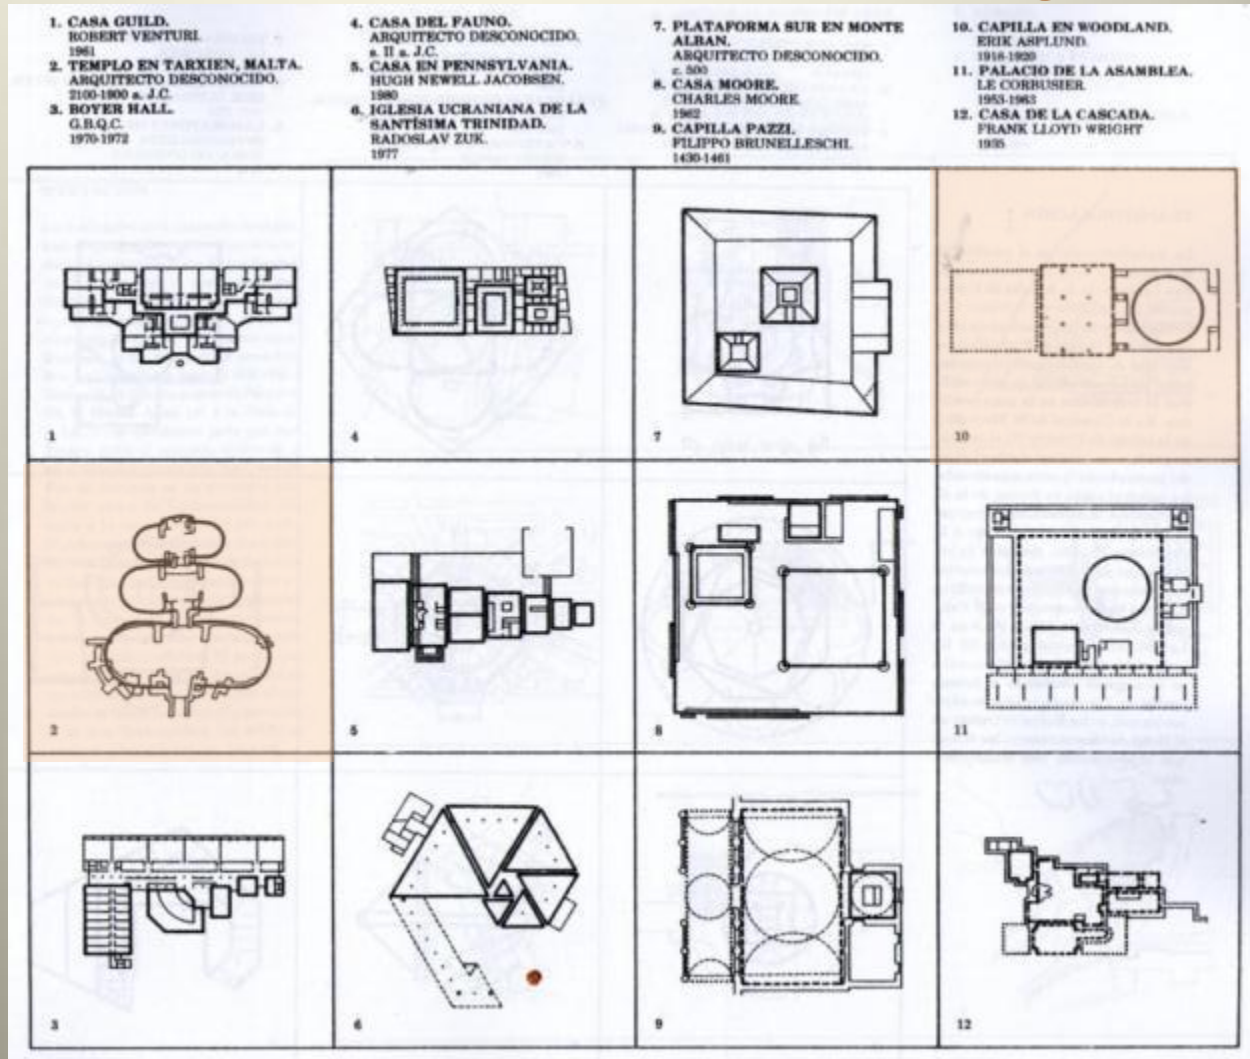 1. CASA GUILD.
ROBERT VENTURI.
1961
2. TEMPLO EN TARXIEN, MALTA.
ARQUITECTO DESCONOCIDO.
2100-1900 a. J.C.
3. BOYER HALL.
G.B.Q.C.
1970-1972
4. CASA DEL FAUNO.
ARQUITECTO DESCONOCIDO.
s. II a. J.C.
5. CASA EN PENNSYLVANIA.
HUGH NEWELL JACOBSEN.
1980
6. IGLESIA UCRANIANA DE LA
SANTÍSIMA TRINIDAD.
RADOSLAV ZUK.
1977
7. PLATAFORMA SUR EN MONTE
ALBAN.
ARQUITECTO DESCONOCIDO.
c. 500
8. CASA MOORE.
CHARLES MOORE.
1962
9. CAPILLA PAZZI.
FILIPPO BRUNELLESCHI.
1430-1461
10. CAPILLA EN WOODLAND.
ERIK ASPLUND.
1918-1920
11. PALACIO DE LA ASAMBLEA.
LE CORBUSIER.
1953-1963
12. CASA DE LA CASCADA.
FRANK LLOYD WRIGHT
1935
1
4
7
10
2
5
8
11
3
6
9
12